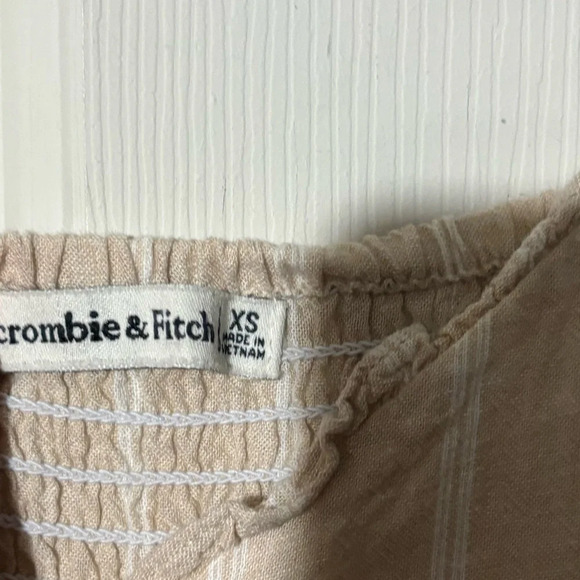 crombie & Fitch
XS
MADE IN
VIETNAM